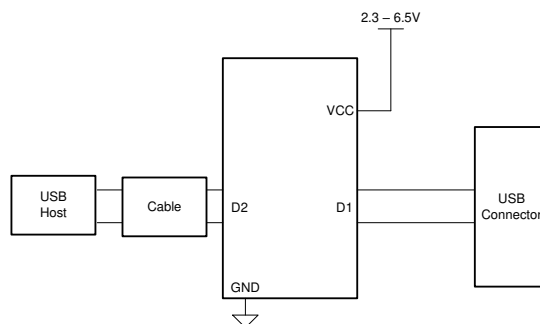 2.3 – 6.5V
VCC
USB
Host
Cable
D2
D1
USB
Connector
GND